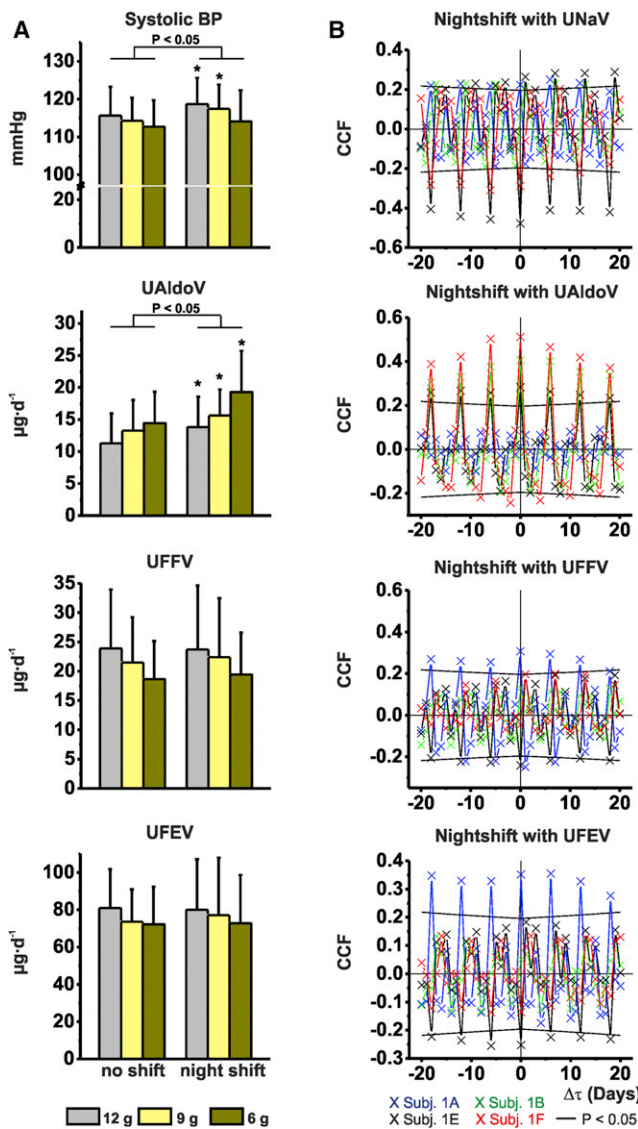 A
Systolic BP
P < 0.05
* *
mmHg
120
110
100
20
0
UAldoV
P < 0.05
* * *
µg·d⁻¹
30
25
20
15
10
5
0
UFFV
µg·d⁻¹
35
30
25
20
15
10
5
0
UFEV
µg·d⁻¹
100
80
60
40
20
0
no shift night shift
12 g 9 g 6 g
B
Nightshift with UNaV
CCF
0.4
0.2
0.0
-0.2
-0.4
-0.6
-20 -10 0 10 20
Nightshift with UAldoV
CCF
0.6
0.4
0.2
0.0
-0.2
-20 -10 0 10 20
Nightshift with UFFV
CCF
0.6
0.4
0.2
0.0
-0.2
-20 -10 0 10 20
Nightshift with UFEV
CCF
0.4
0.3
0.2
0.1
0.0
-0.1
-0.2
-0.3
-20 -10 0 10 20
Δτ (Days)
X Subj. 1A X Subj. 1B
X Subj. 1E X Subj. 1F P < 0.05